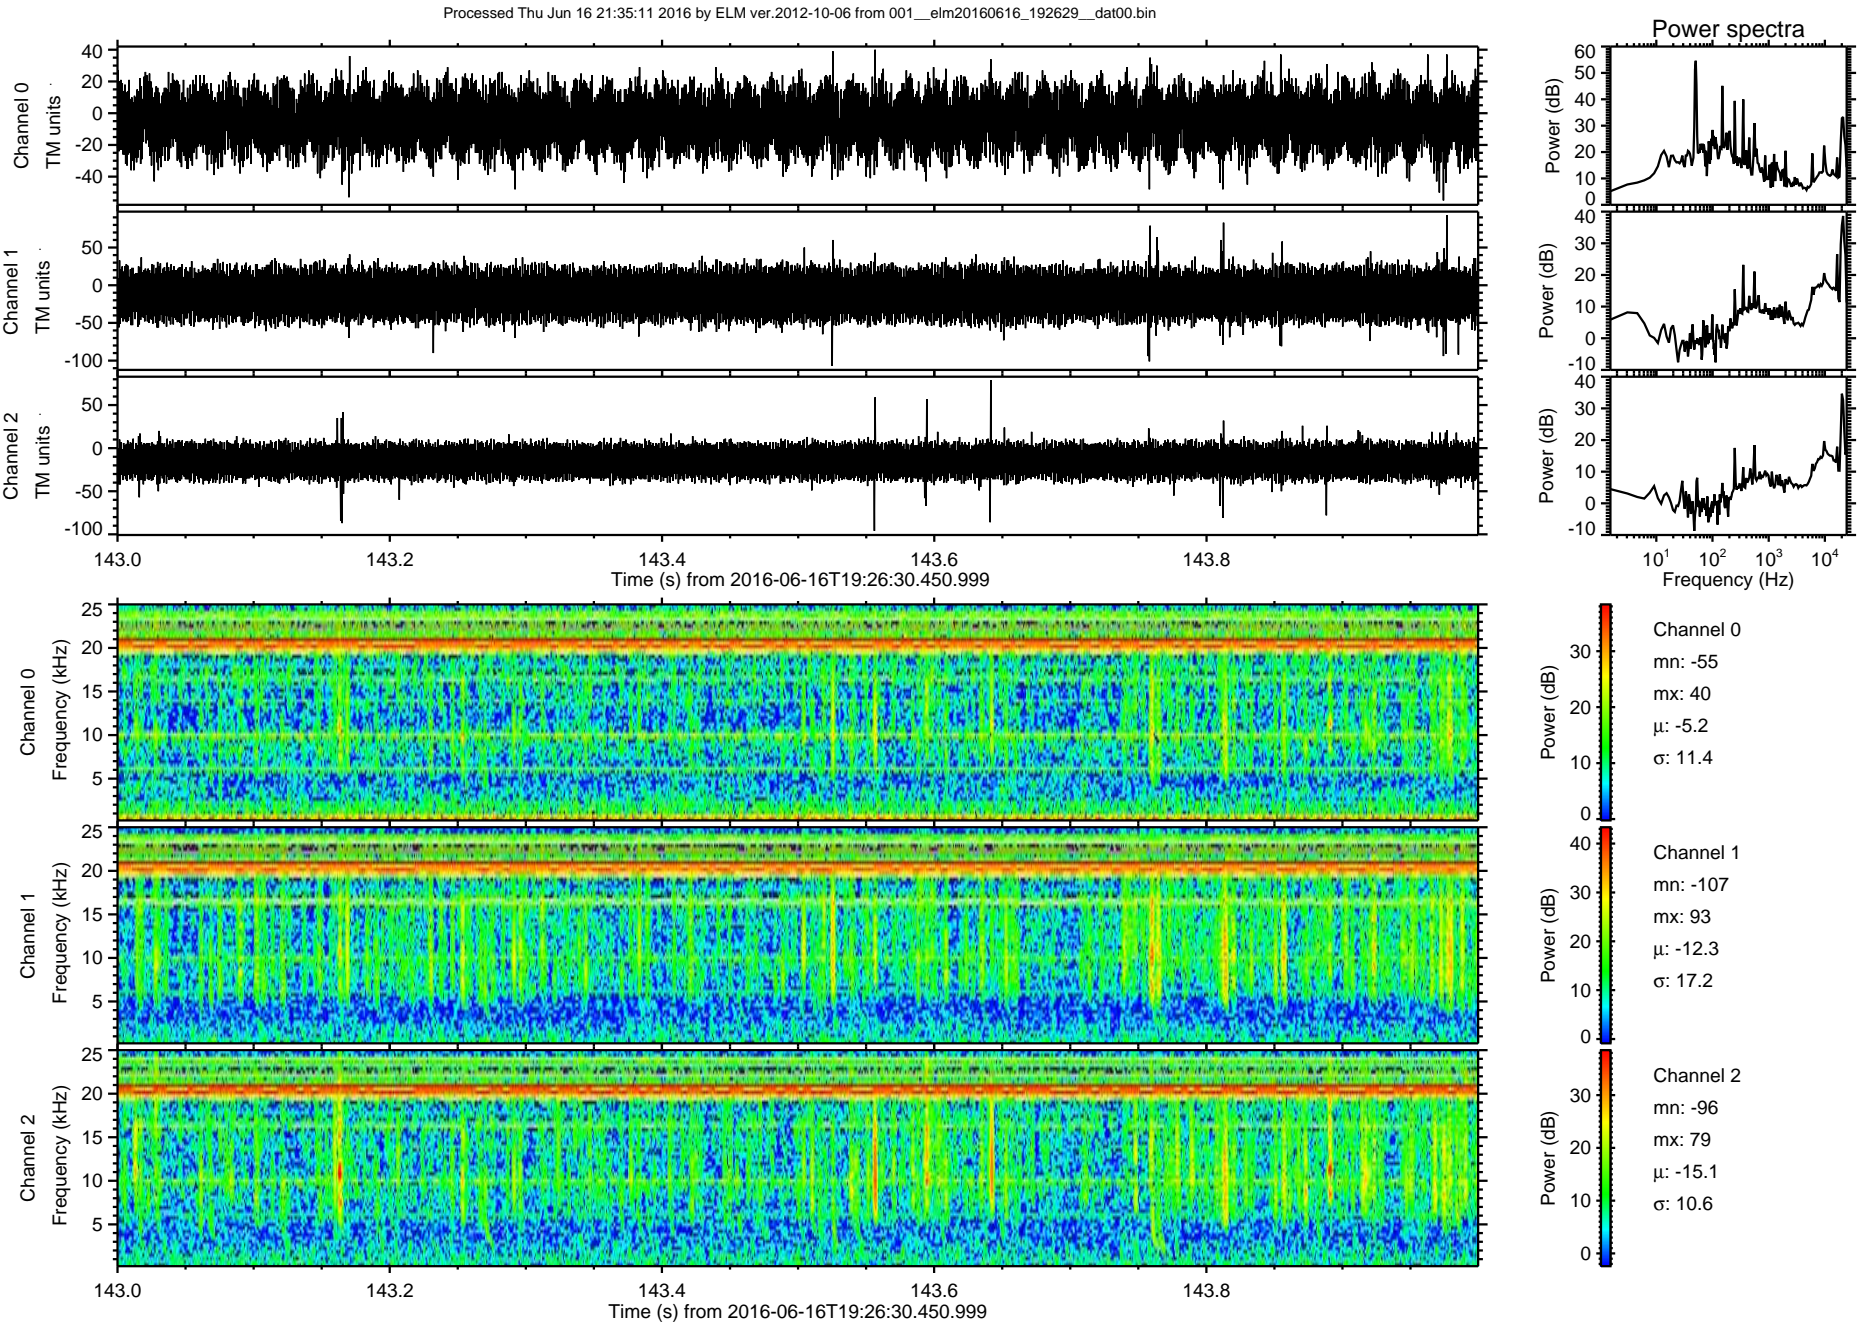 Processed Thu Jun 16 21:35:11 2016 by ELM ver.2012-10-06 from 001__elm20160616_192629__dat00.bin
Power spectra
Channel 0
TM units
40
20
0
-20
-40
Power (dB)
60
50
40
30
20
10
0
Channel 1
TM units
50
0
-50
-100
Power (dB)
40
30
20
10
0
-10
Channel 2
TM units
50
0
-50
-100
Power (dB)
40
30
20
10
0
-10
143.0 143.2 143.4 143.6 143.8
Time (s) from 2016-06-16T19:26:30.450.999
10¹ 10² 10³ 10⁴
Frequency (Hz)
Channel 0
Frequency (kHz)
25
20
15
10
5
Power (dB)
30
20
10
0
Channel 0
mn: -55
mx: 40
μ: -5.2
σ: 11.4
Channel 1
Frequency (kHz)
25
20
15
10
5
Power (dB)
40
30
20
10
0
Channel 1
mn: -107
mx: 93
μ: -12.3
σ: 17.2
Channel 2
Frequency (kHz)
25
20
15
10
5
Power (dB)
30
20
10
0
Channel 2
mn: -96
mx: 79
μ: -15.1
σ: 10.6
143.0 143.2 143.4 143.6 143.8
Time (s) from 2016-06-16T19:26:30.450.999